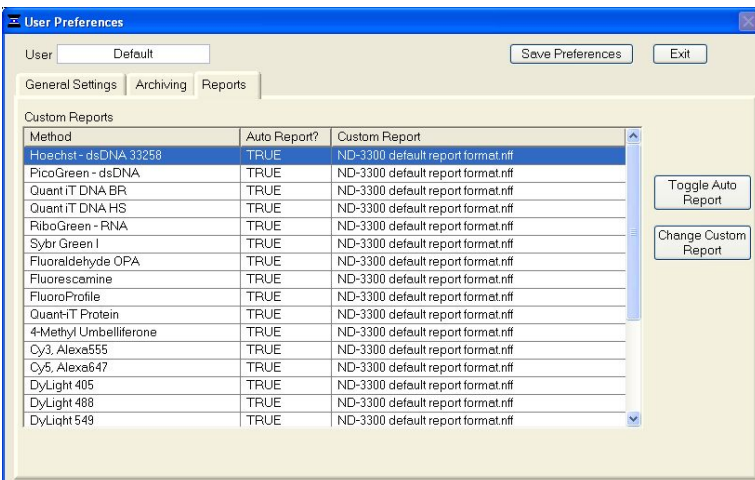 User Preferences
User Default Save Preferences Exit
General Settings Archiving Reports
Custom Reports
Method Auto Report? Custom Report
Hoechst - dsDNA 33258 TRUE ND-3300 default report format.nff
PicoGreen - dsDNA TRUE ND-3300 default report format.nff
Quant iT DNA BR TRUE ND-3300 default report format.nff
Quant iT DNA HS TRUE ND-3300 default report format.nff
RiboGreen - RNA TRUE ND-3300 default report format.nff
Sybr Green I TRUE ND-3300 default report format.nff
Fluoraldehyde OPA TRUE ND-3300 default report format.nff
Fluorescamine TRUE ND-3300 default report format.nff
FluoroProfile TRUE ND-3300 default report format.nff
Quant-iT Protein TRUE ND-3300 default report format.nff
4-Methyl Umbelliferone TRUE ND-3300 default report format.nff
Cy3, Alexa555 TRUE ND-3300 default report format.nff
Cy5, Alexa647 TRUE ND-3300 default report format.nff
DyLight 405 TRUE ND-3300 default report format.nff
DyLight 488 TRUE ND-3300 default report format.nff
DyLight 549 TRUE ND-3300 default report format.nff
Toggle Auto
Report
Change Custom
Report